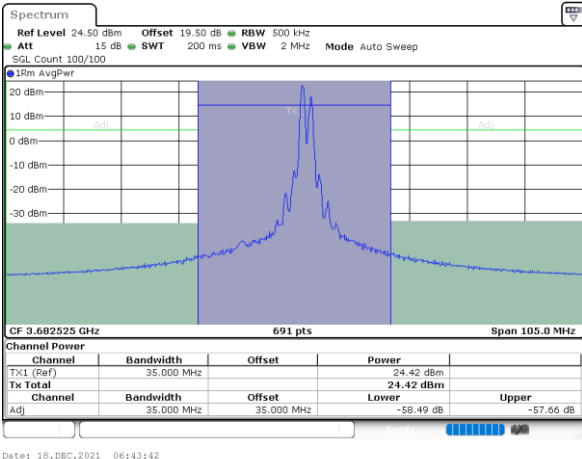 Spectrum
Ref Level 24.50 dBm Offset 19.50 dB RBW 500 kHz
Att 15 dB SWT 200 ms VBW 2 MHz Mode Auto Sweep
SGL Count 100/100
1Rm AvgPwr
20 dBm
Tx
10 dBm
Adj Adj
0 dBm
-10 dBm
-20 dBm
-30 dBm
CF 3.682525 GHz 691 pts Span 105.0 MHz
Channel Power
Channel Bandwidth Offset Power
TX1 (Ref) 35.000 MHz 24.42 dBm
Tx Total 24.42 dBm
Channel Bandwidth Offset Lower Upper
Adj 35.000 MHz 35.000 MHz -58.49 dB -57.66 dB
Date: 18.DEC.2021 06:43:42